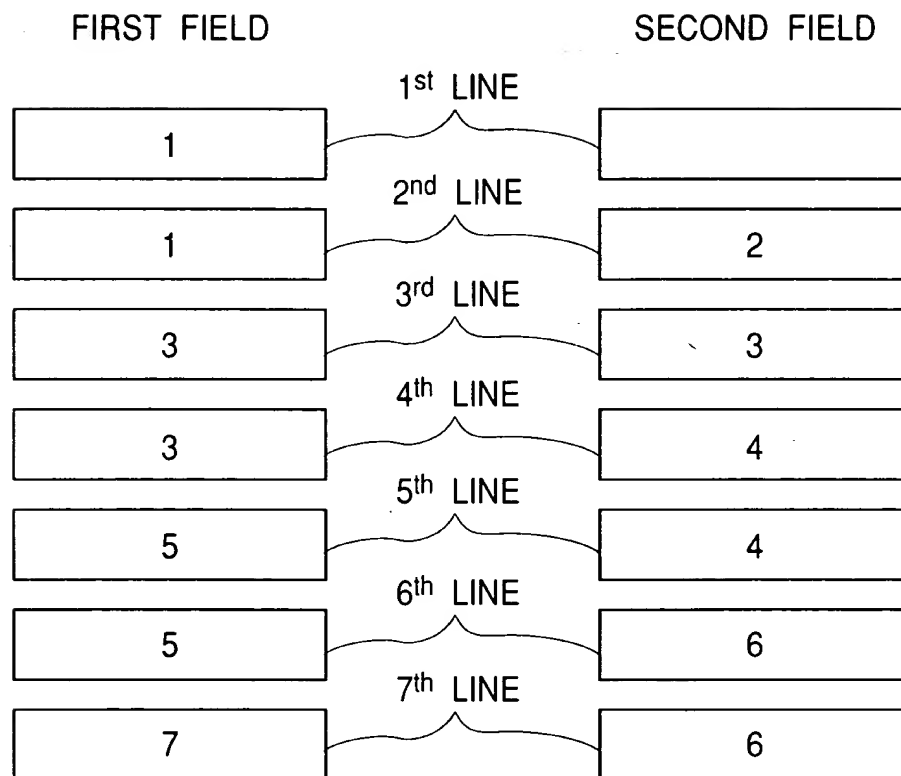 FIRST FIELD SECOND FIELD
1st LINE
1
2nd LINE
1 2
3rd LINE
3 3
4th LINE
3 4
5th LINE
5 4
6th LINE
5 6
7th LINE
7 6